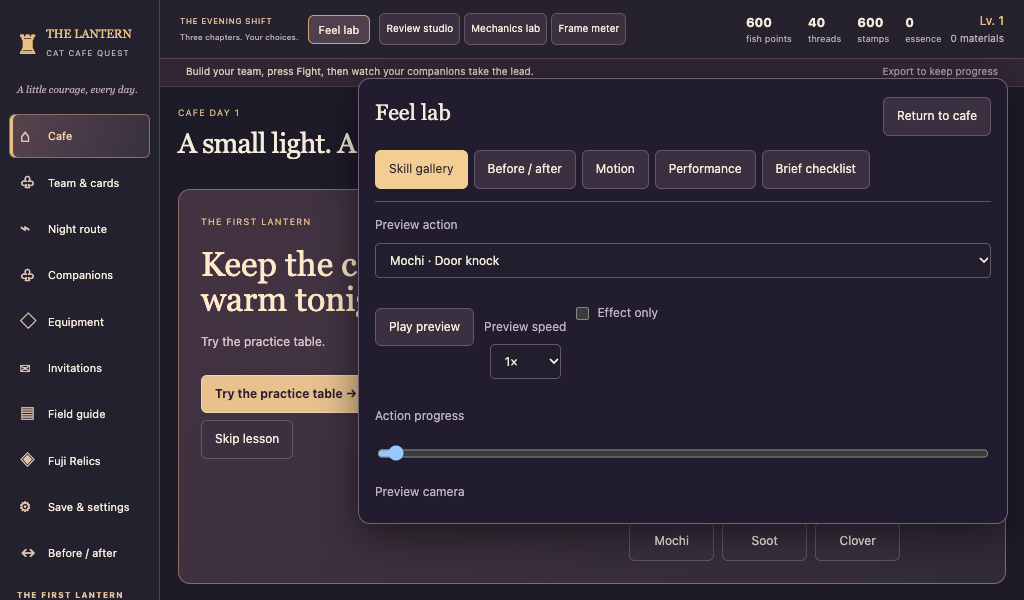 THE LANTERN
CAT CAFE QUEST
A little courage, every day.
Cafe
Team & cards
Night route
Companions
Equipment
Invitations
Field guide
Fuji Relics
Save & settings
Before / after
THE FIRST LANTERN
THE EVENING SHIFT
Three chapters. Your choices.
Feel lab
Review studio
Mechanics lab
Frame meter
600
fish points
40
threads
600
stamps
0
essence
Lv. 1
0 materials
Build your team, press Fight, then watch your companions take the lead.
Export to keep progress
CAFE DAY 1
A small light. A
THE FIRST LANTERN
Keep the c
warm tonig
Try the practice table.
Try the practice table →
Skip lesson
Feel lab
Return to cafe
Skill gallery
Before / after
Motion
Performance
Brief checklist
Preview action
Mochi · Door knock
Play preview
Preview speed
1×
Effect only
Action progress
Preview camera
Mochi
Soot
Clover